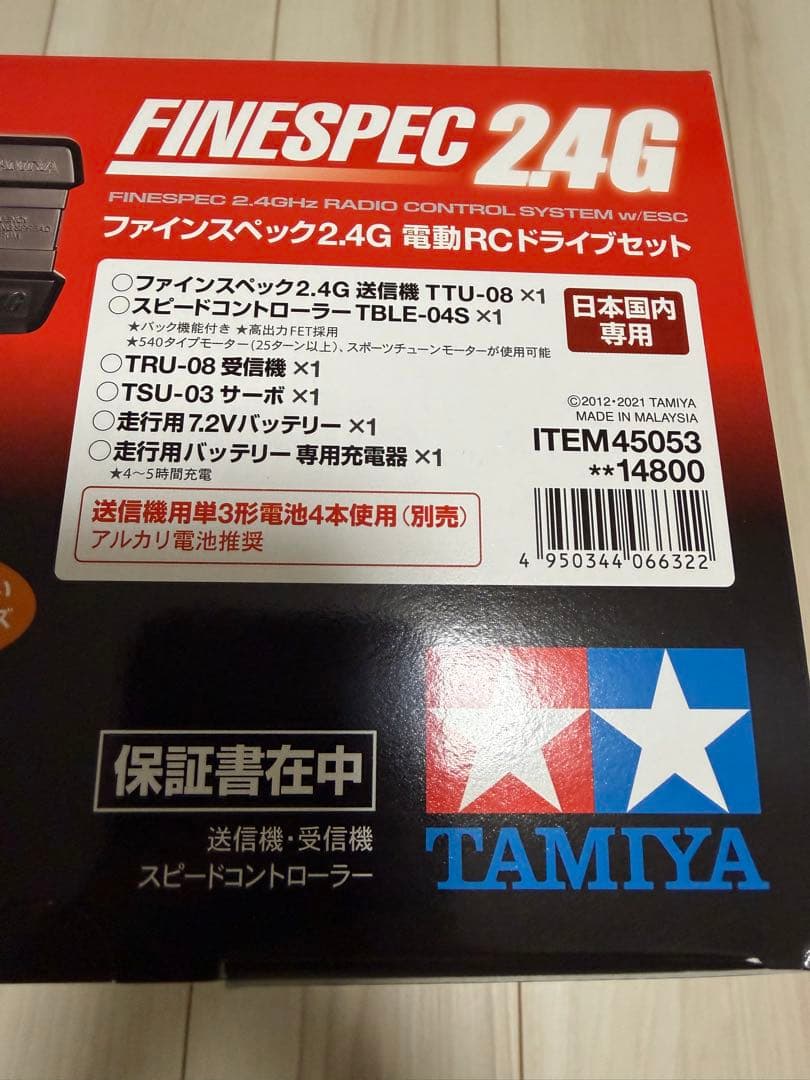 FINESPEC 2.4G
FINESPEC 2.4GHz RADIO CONTROL SYSTEM w/ESC
ファインスペック2.4G 電動RCドライブセット
○ファインスペック2.4G 送信機 TTU-08 ×1
○スピードコントローラー TBLE-04S ×1
★バック機能付き ★高出力FET採用
★540タイプモーター(25ターン以上)、スポーツチューンモーターが使用可能
○TRU-08 受信機 ×1
○TSU-03 サーボ ×1
○走行用7.2Vバッテリー ×1
○走行用バッテリー 専用充電器 ×1
★4〜5時間充電
送信機用単3形電池4本使用(別売)
アルカリ電池推奨
日本国内
専用
©2012・2021 TAMIYA
MADE IN MALAYSIA
ITEM 45053
**14800
4 950344 066322
い
ズ
保証書在中
送信機・受信機
スピードコントローラー
TAMIYA